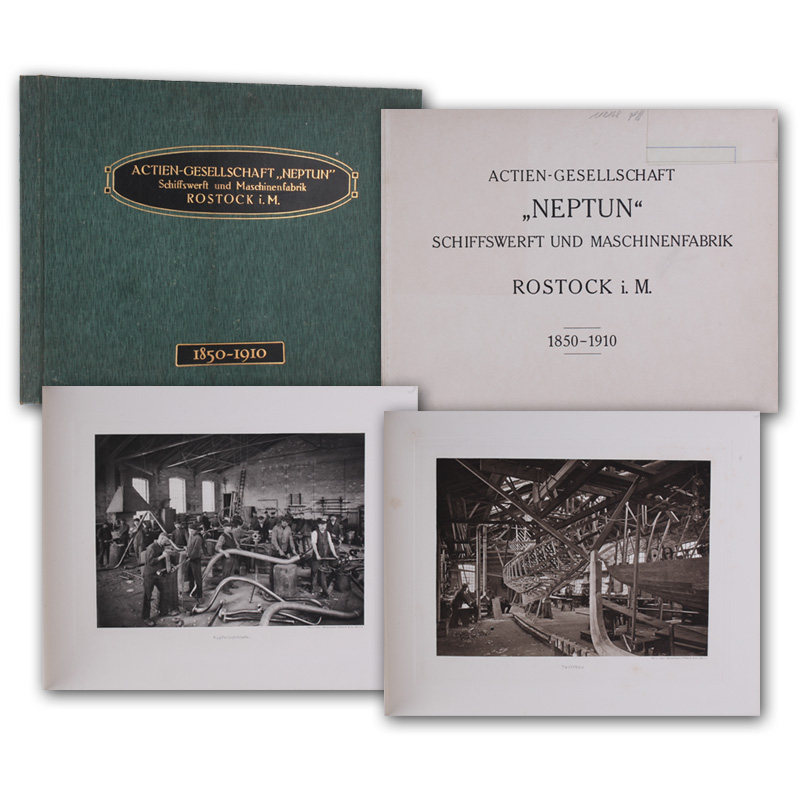 ACTIEN-GESELLSCHAFT „NEPTUN”
Schiffswerft und Maschinenfabrik
ROSTOCK i. M.
1850-1910
ACTIEN-GESELLSCHAFT
„NEPTUN“
SCHIFFSWERFT UND MASCHINENFABRIK
ROSTOCK i. M.
1850-1910